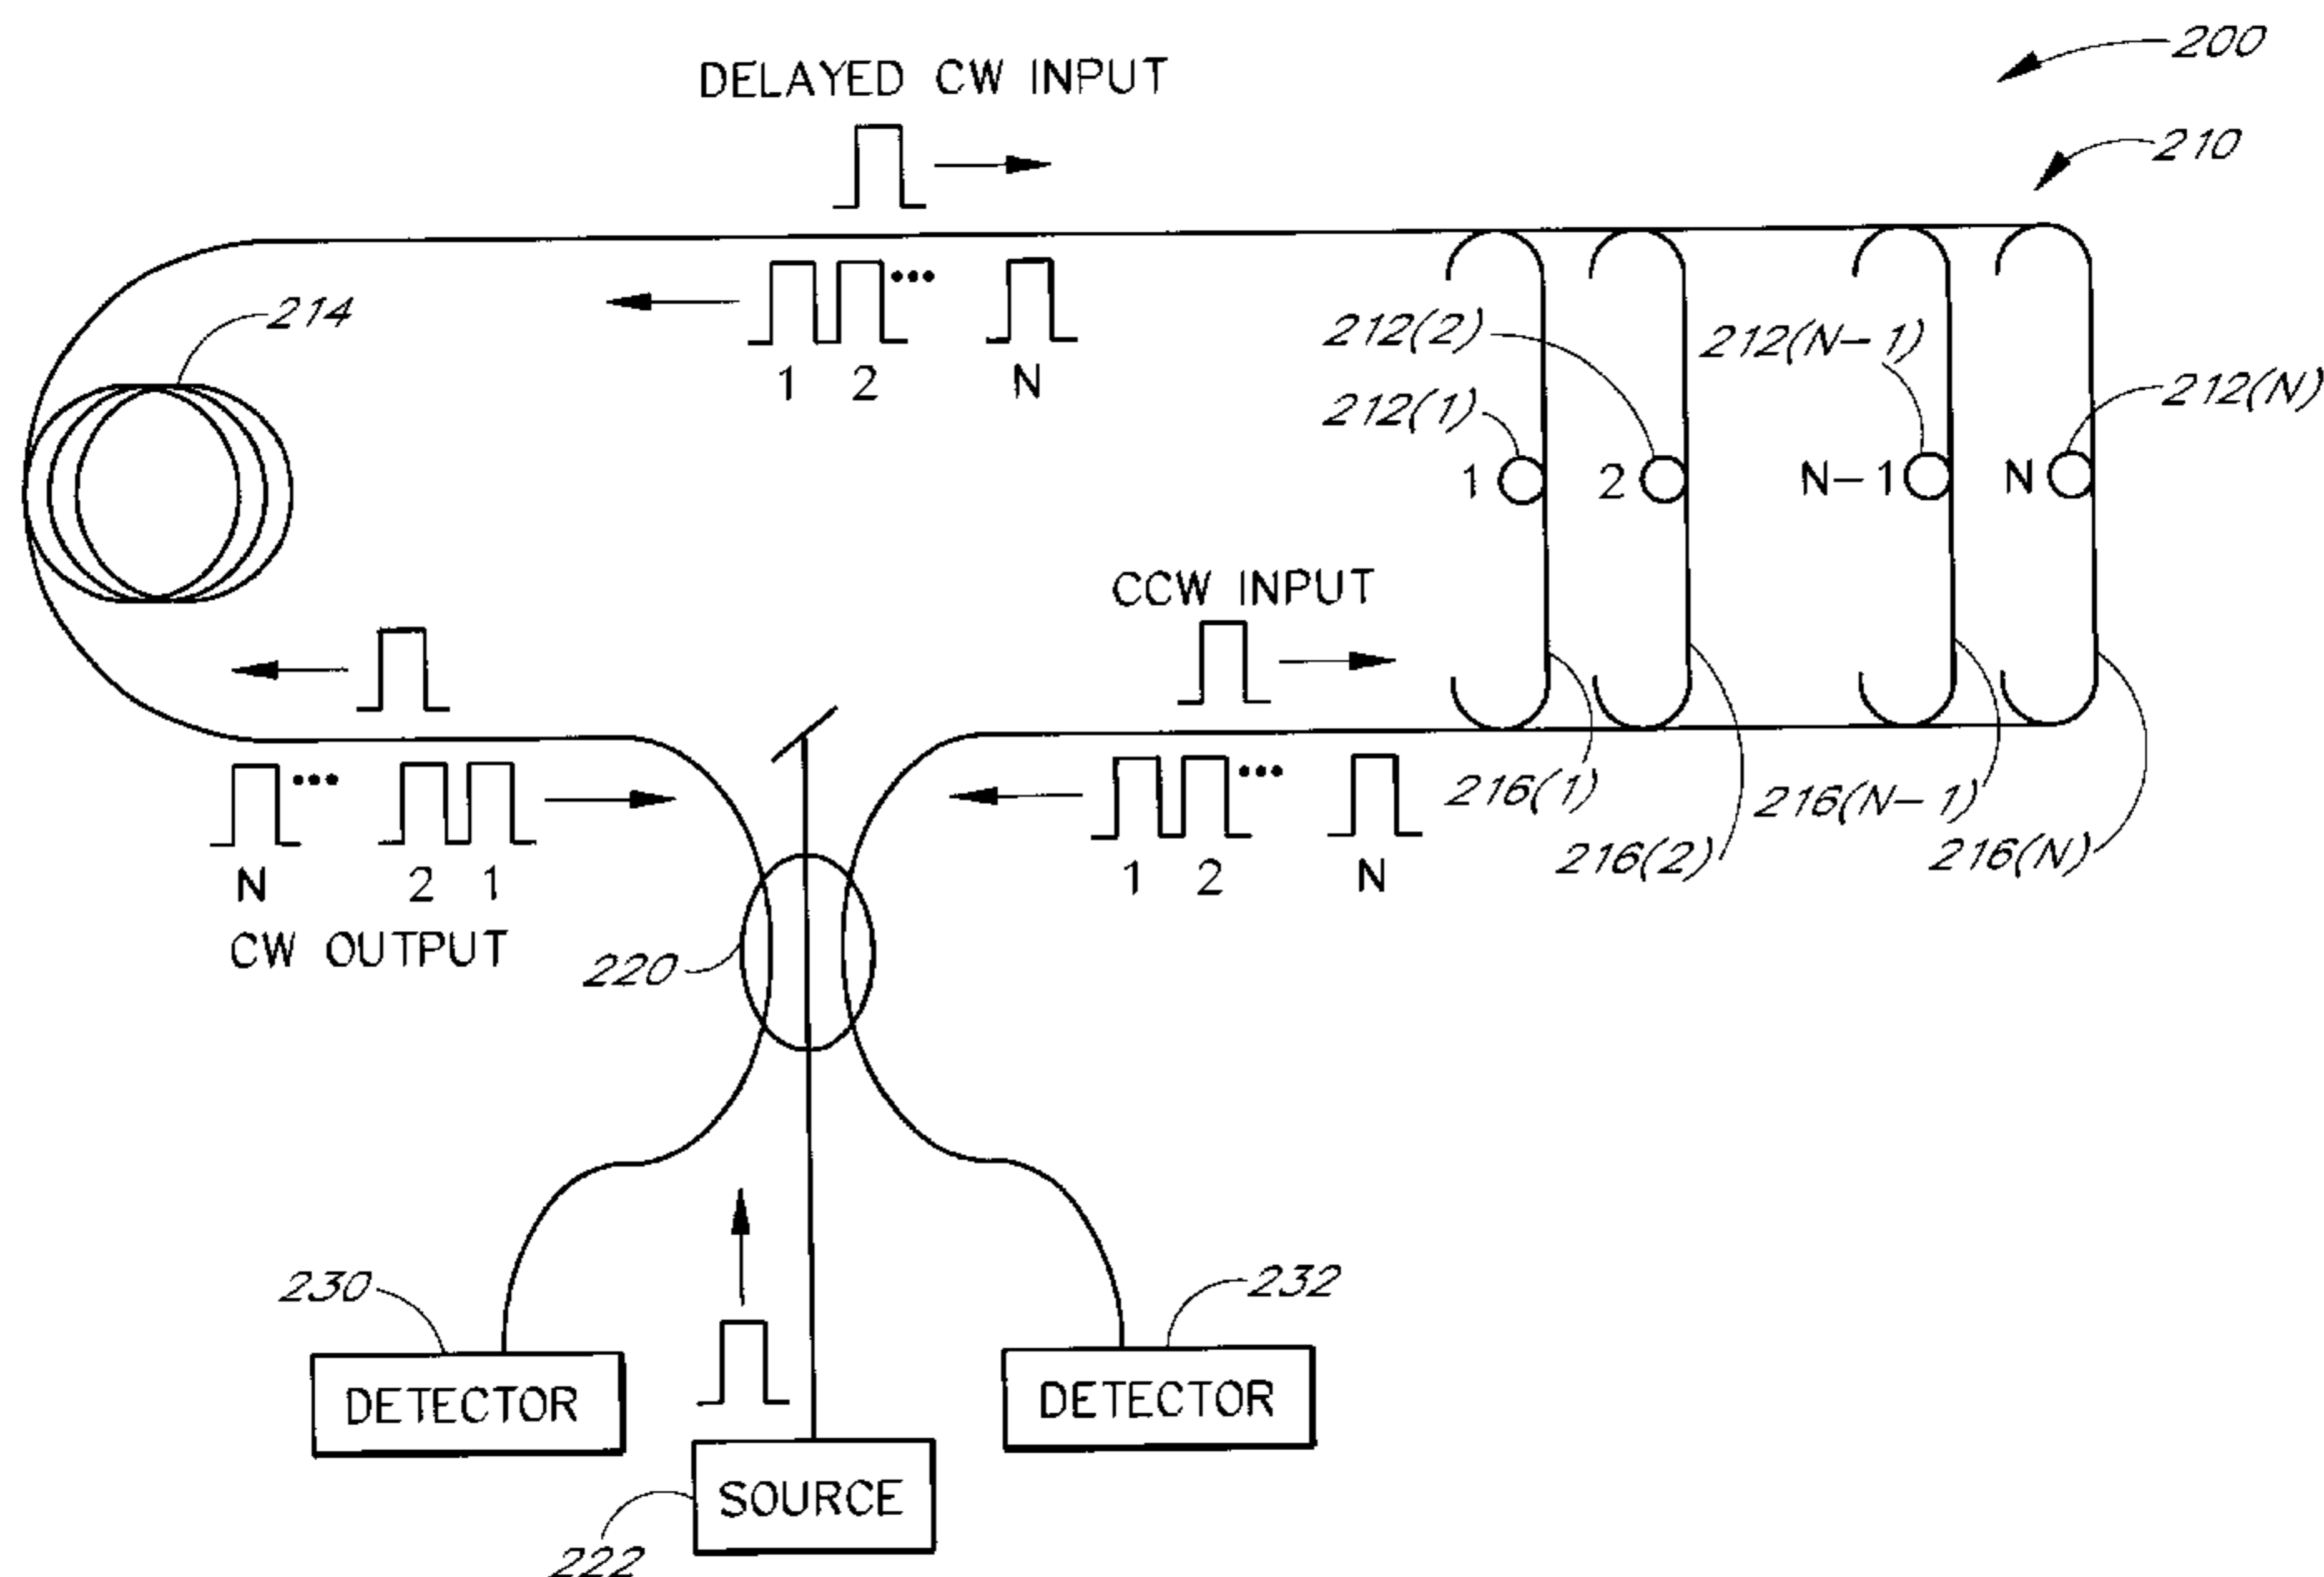 200
DELAYED CW INPUT
210
214
1 2 ••• N
212(2)
212(N-1)
212(1)
212(N)
1 2 N-1 N
CCW INPUT
N ••• 2 1
CW OUTPUT
1 2 ••• N
216(1)
216(N-1)
216(2)
216(N)
220
230
232
DETECTOR
DETECTOR
SOURCE
222